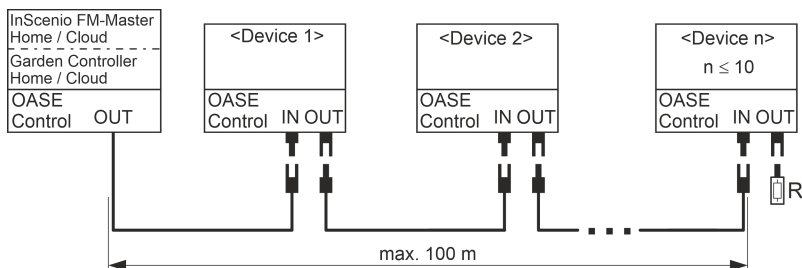 InScenio FM-Master
Home / Cloud
Garden Controller
Home / Cloud
OASE
Control OUT
<Device 1>
OASE
Control IN OUT
<Device 2>
OASE
Control IN OUT
<Device n>
n ≤ 10
OASE
Control IN OUT
R
max. 100 m